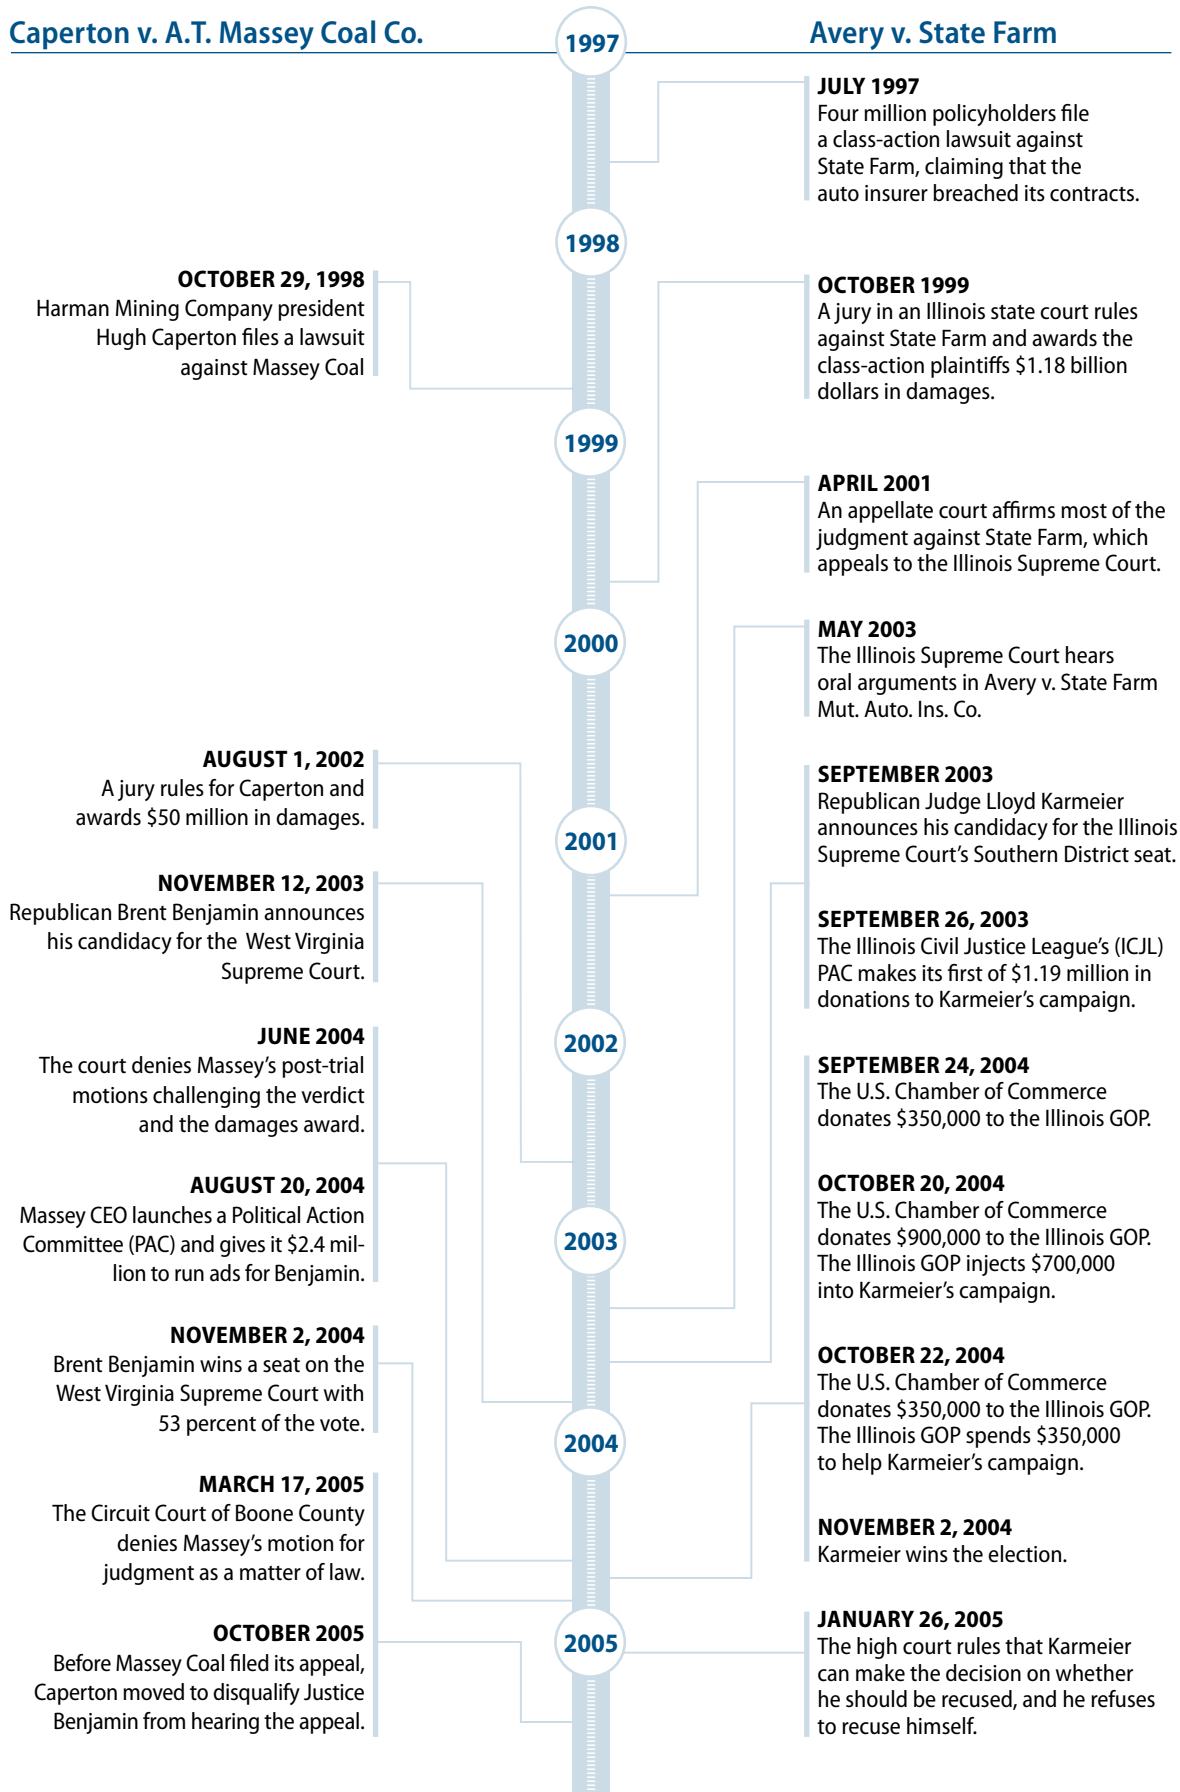 Caperton v. A.T. Massey Coal Co.
Avery v. State Farm
1997
JULY 1997
Four million policyholders file
a class-action lawsuit against
State Farm, claiming that the
auto insurer breached its contracts.
1998
OCTOBER 29, 1998
Harman Mining Company president
Hugh Caperton files a lawsuit
against Massey Coal
OCTOBER 1999
A jury in an Illinois state court rules
against State Farm and awards the
class-action plaintiffs $1.18 billion
dollars in damages.
1999
APRIL 2001
An appellate court affirms most of the
judgment against State Farm, which
appeals to the Illinois Supreme Court.
2000
MAY 2003
The Illinois Supreme Court hears
oral arguments in Avery v. State Farm
Mut. Auto. Ins. Co.
AUGUST 1, 2002
A jury rules for Caperton and
awards $50 million in damages.
SEPTEMBER 2003
Republican Judge Lloyd Karmeier
announces his candidacy for the Illinois
Supreme Court's Southern District seat.
2001
NOVEMBER 12, 2003
Republican Brent Benjamin announces
his candidacy for the West Virginia
Supreme Court.
SEPTEMBER 26, 2003
The Illinois Civil Justice League's (ICJL)
PAC makes its first of $1.19 million in
donations to Karmeier's campaign.
2002
JUNE 2004
The court denies Massey's post-trial
motions challenging the verdict
and the damages award.
SEPTEMBER 24, 2004
The U.S. Chamber of Commerce
donates $350,000 to the Illinois GOP.
AUGUST 20, 2004
Massey CEO launches a Political Action
Committee (PAC) and gives it $2.4 mil-
lion to run ads for Benjamin.
OCTOBER 20, 2004
The U.S. Chamber of Commerce
donates $900,000 to the Illinois GOP.
The Illinois GOP injects $700,000
into Karmeier's campaign.
2003
NOVEMBER 2, 2004
Brent Benjamin wins a seat on the
West Virginia Supreme Court with
53 percent of the vote.
OCTOBER 22, 2004
The U.S. Chamber of Commerce
donates $350,000 to the Illinois GOP.
The Illinois GOP spends $350,000
to help Karmeier's campaign.
2004
MARCH 17, 2005
The Circuit Court of Boone County
denies Massey's motion for
judgment as a matter of law.
NOVEMBER 2, 2004
Karmeier wins the election.
2005
OCTOBER 2005
Before Massey Coal filed its appeal,
Caperton moved to disqualify Justice
Benjamin from hearing the appeal.
JANUARY 26, 2005
The high court rules that Karmeier
can make the decision on whether
he should be recused, and he refuses
to recuse himself.